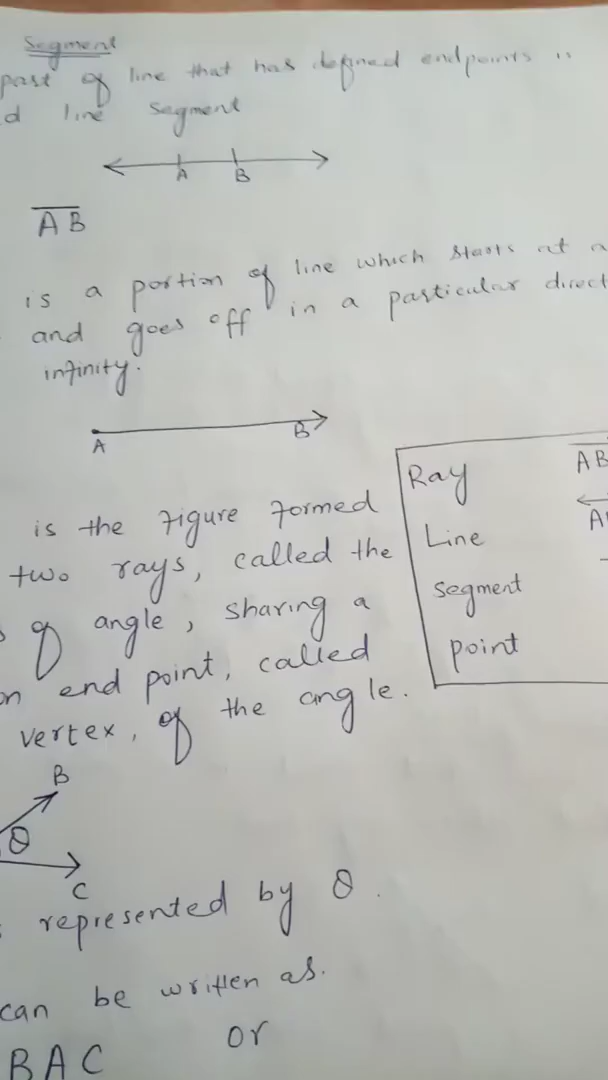 Segment
part of line that has defined endpoints is
d line segment
A B
AB
is a portion of line which starts at a
and goes off in a particular direct
infinity.
A B
is the figure formed
two rays, called the
s of angle, sharing a
on end point, called
vertex, of the angle.
Ray AB
Line A
segment
point
B
θ
C
represented by θ.
can be written as.
BAC or